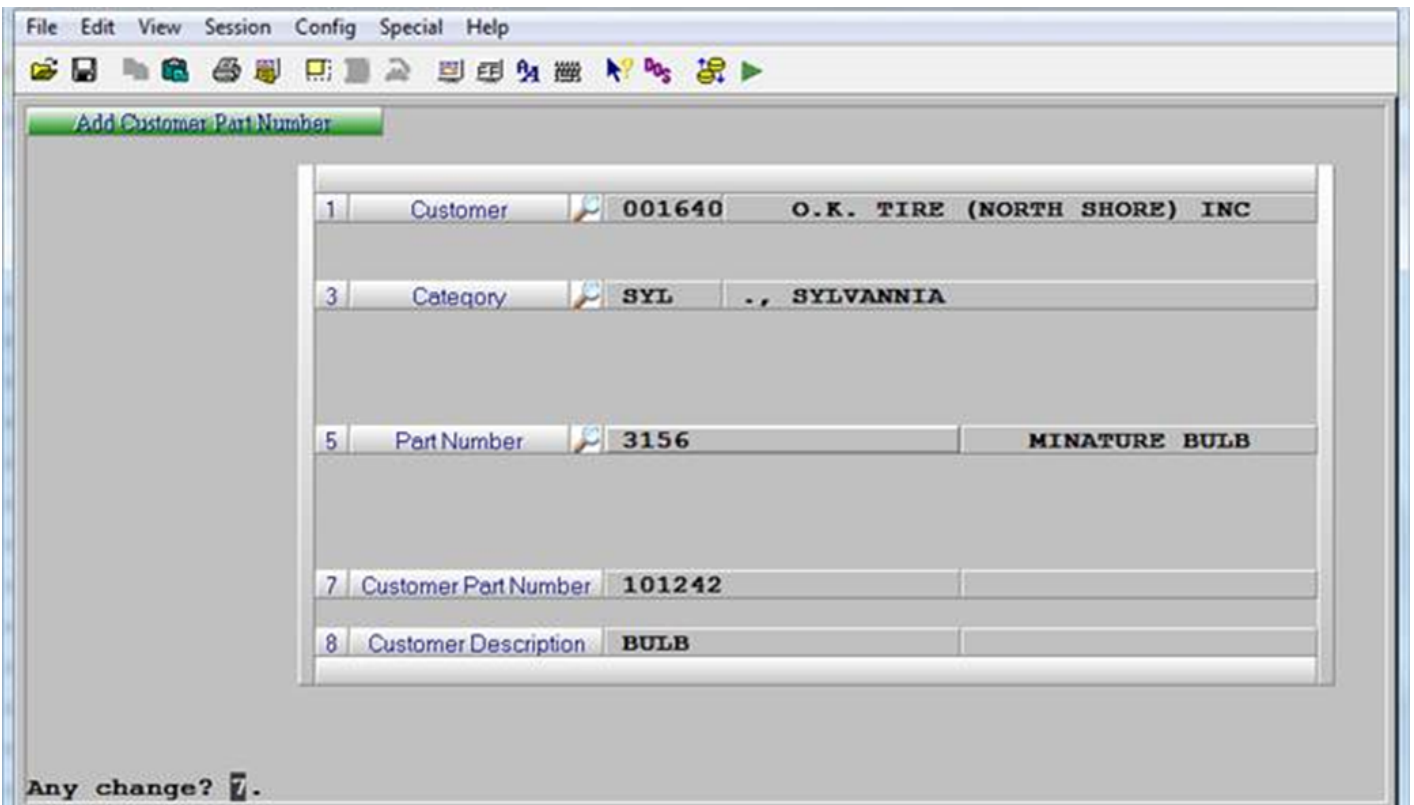 File Edit View Session Config Special Help
Add Customer Part Number
1 Customer 001640 O.K. TIRE (NORTH SHORE) INC
3 Category SYL ., SYLVANNIA
5 Part Number 3156 MINATURE BULB
7 Customer Part Number 101242
8 Customer Description BULB
Any change? 7.